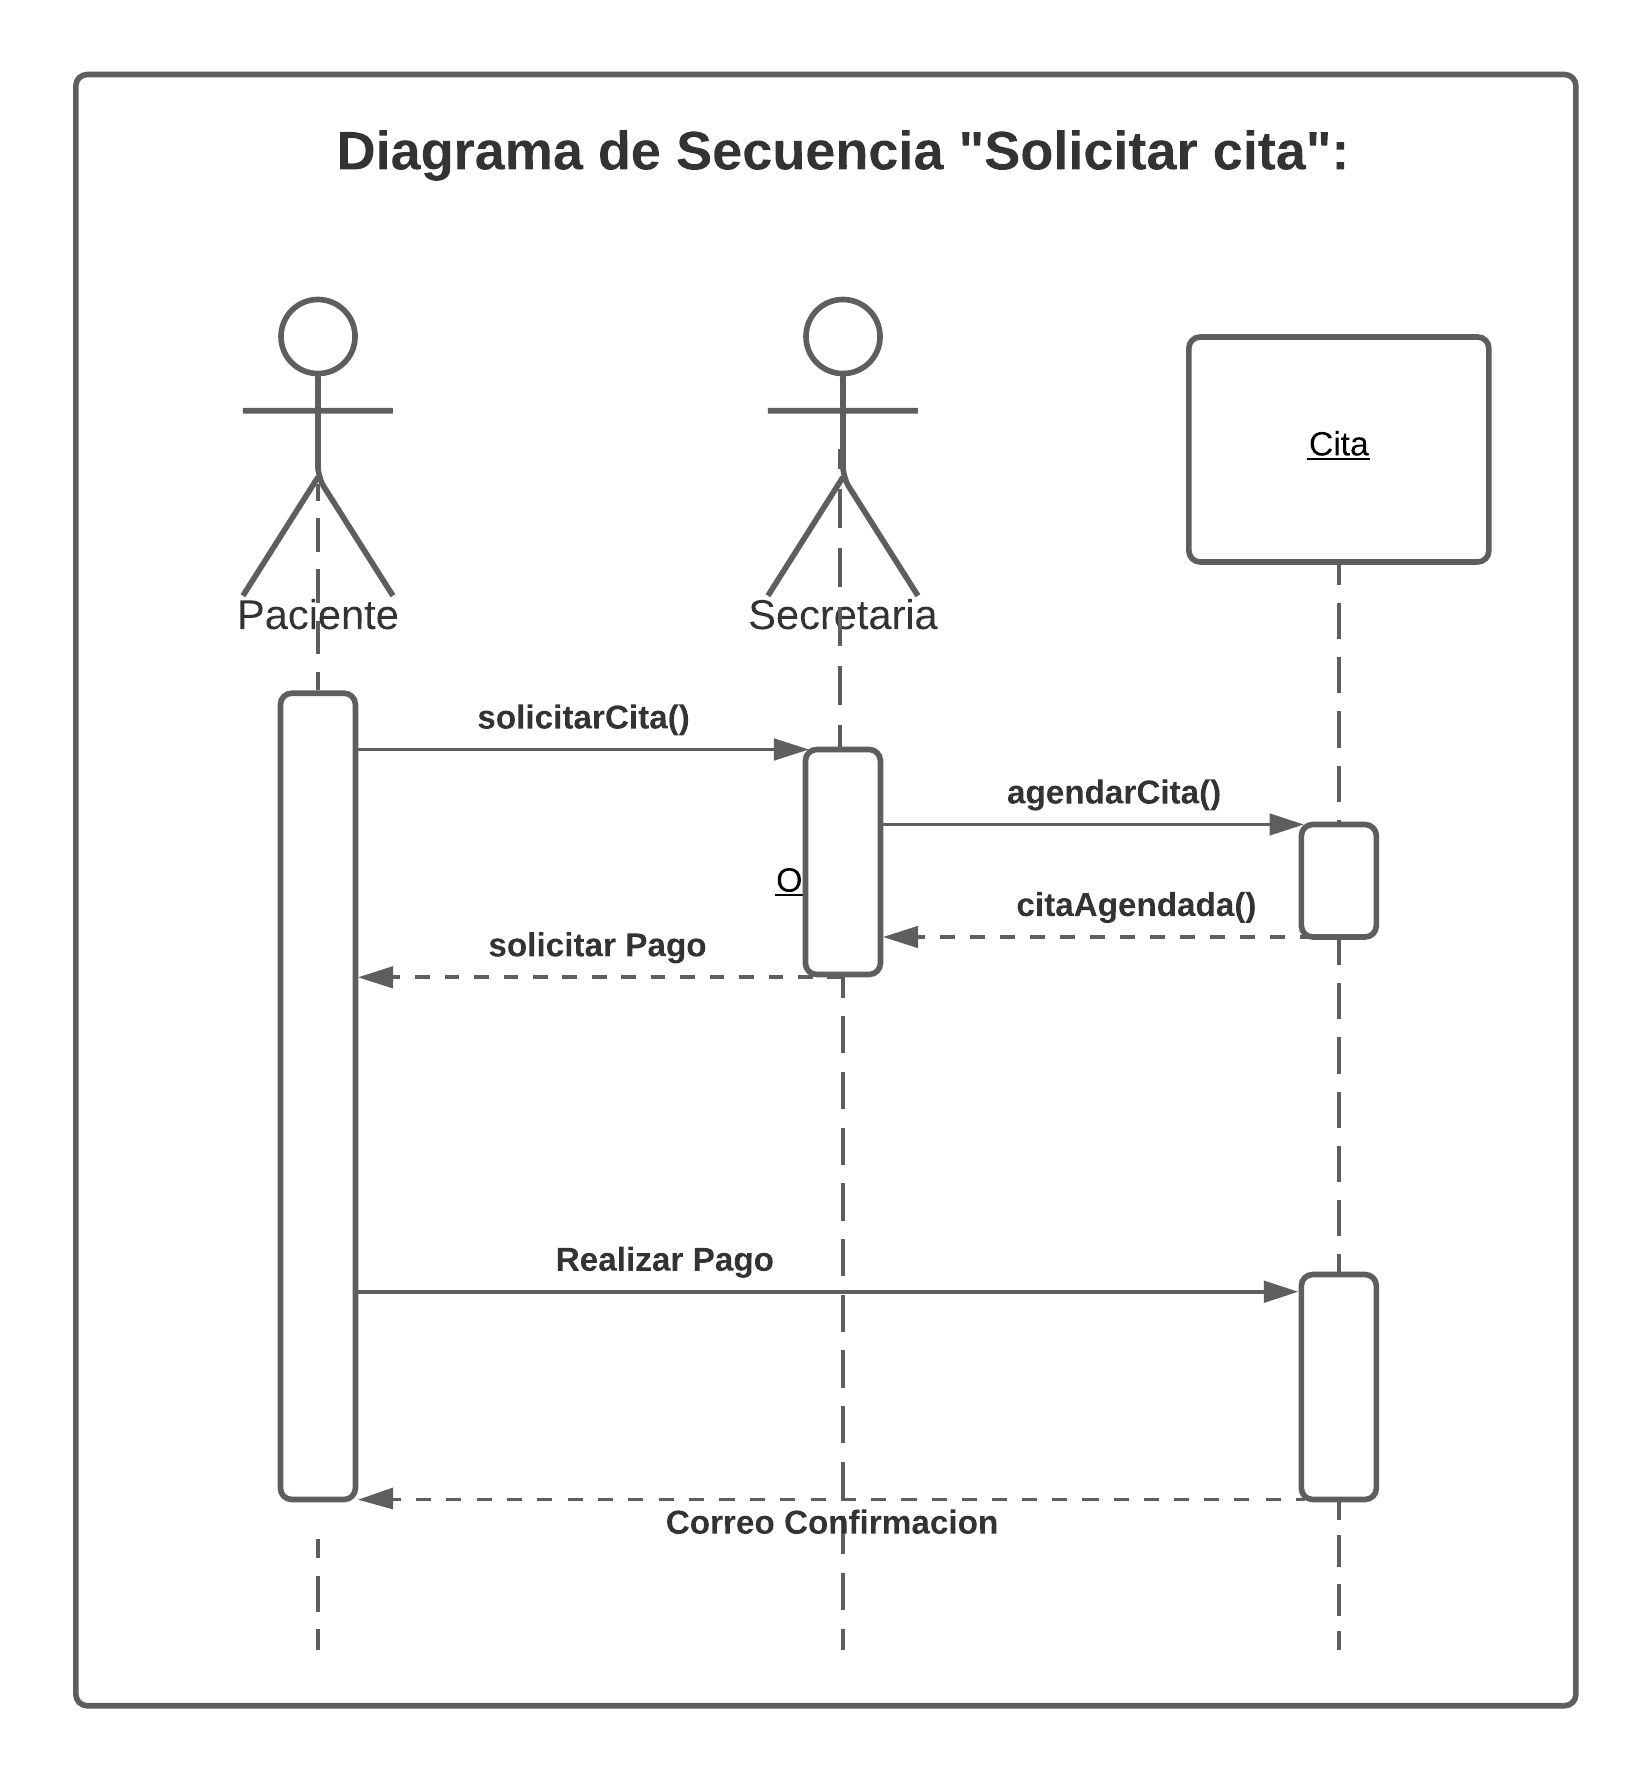 Diagrama de Secuencia "Solicitar cita":
Cita
Paciente
Secretaria
solicitarCita()
agendarCita()
O
citaAgendada()
solicitar Pago
Realizar Pago
Correo Confirmacion